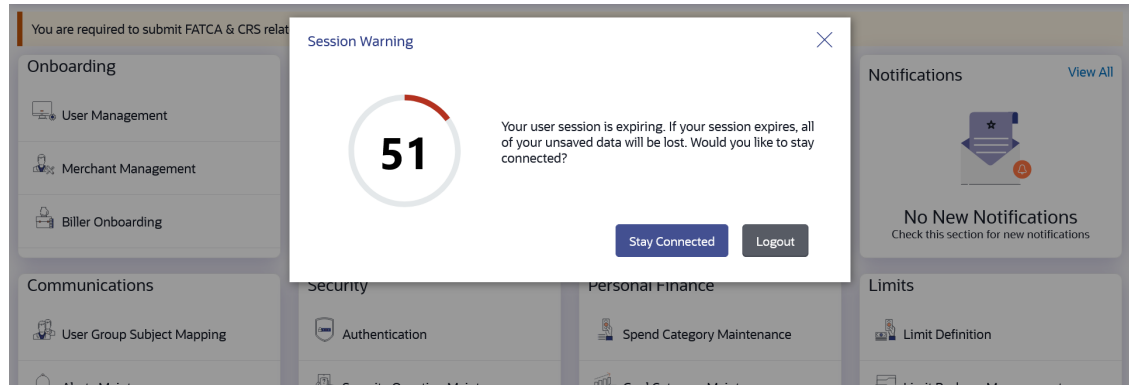 You are required to submit FATCA & CRS relat
Session Warning
51
Your user session is expiring. If your session expires, all
of your unsaved data will be lost. Would you like to stay
connected?
Stay Connected
Logout
Onboarding
User Management
Merchant Management
Biller Onboarding
Notifications
View All
No New Notifications
Check this section for new notifications
Communications
User Group Subject Mapping
Security
Authentication
Personal Finance
Spend Category Maintenance
Limits
Limit Definition